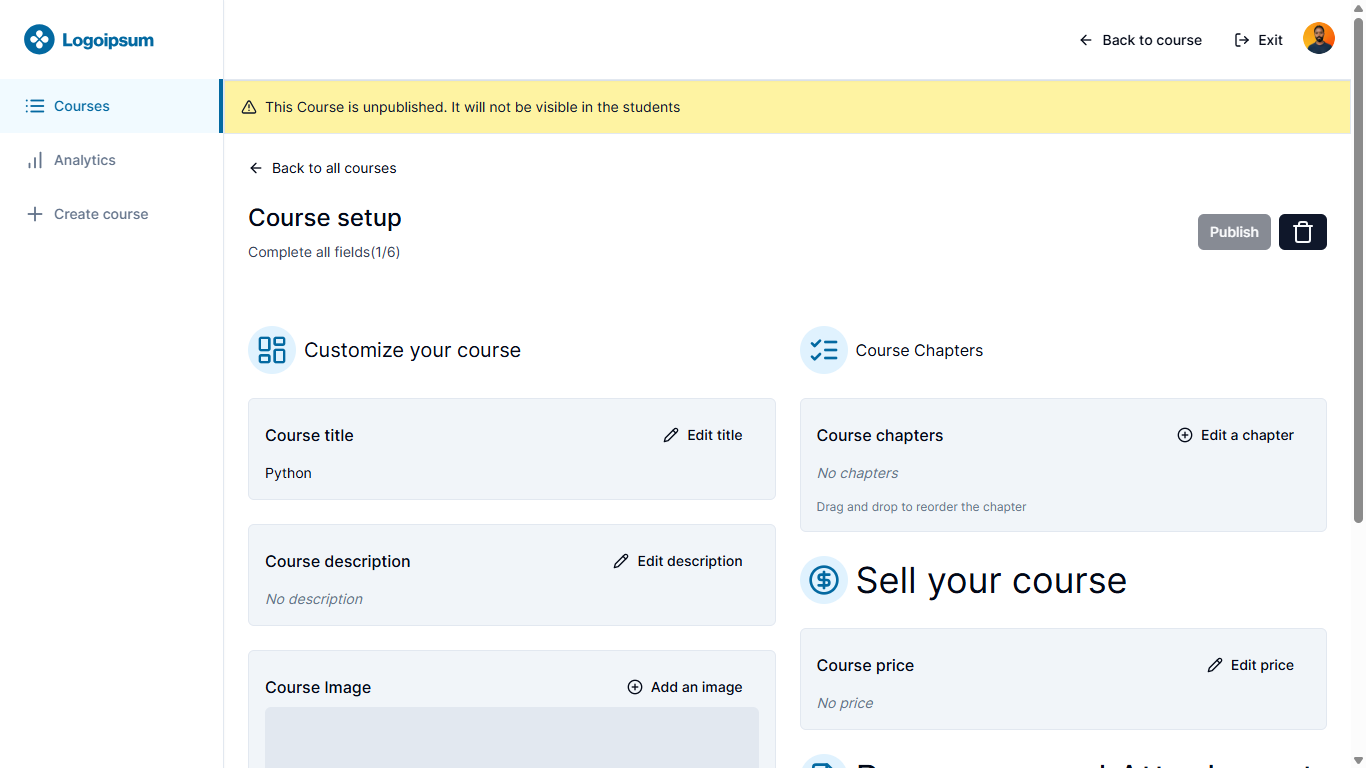 Logoipsum
Back to course
Exit
Courses
Analytics
Create course
This Course is unpublished. It will not be visible in the students
Back to all courses
Course setup
Complete all fields(1/6)
Publish
Customize your course
Course title
Edit title
Python
Course description
Edit description
No description
Course Image
Add an image
Course Chapters
Course chapters
Edit a chapter
No chapters
Drag and drop to reorder the chapter
Sell your course
Course price
Edit price
No price